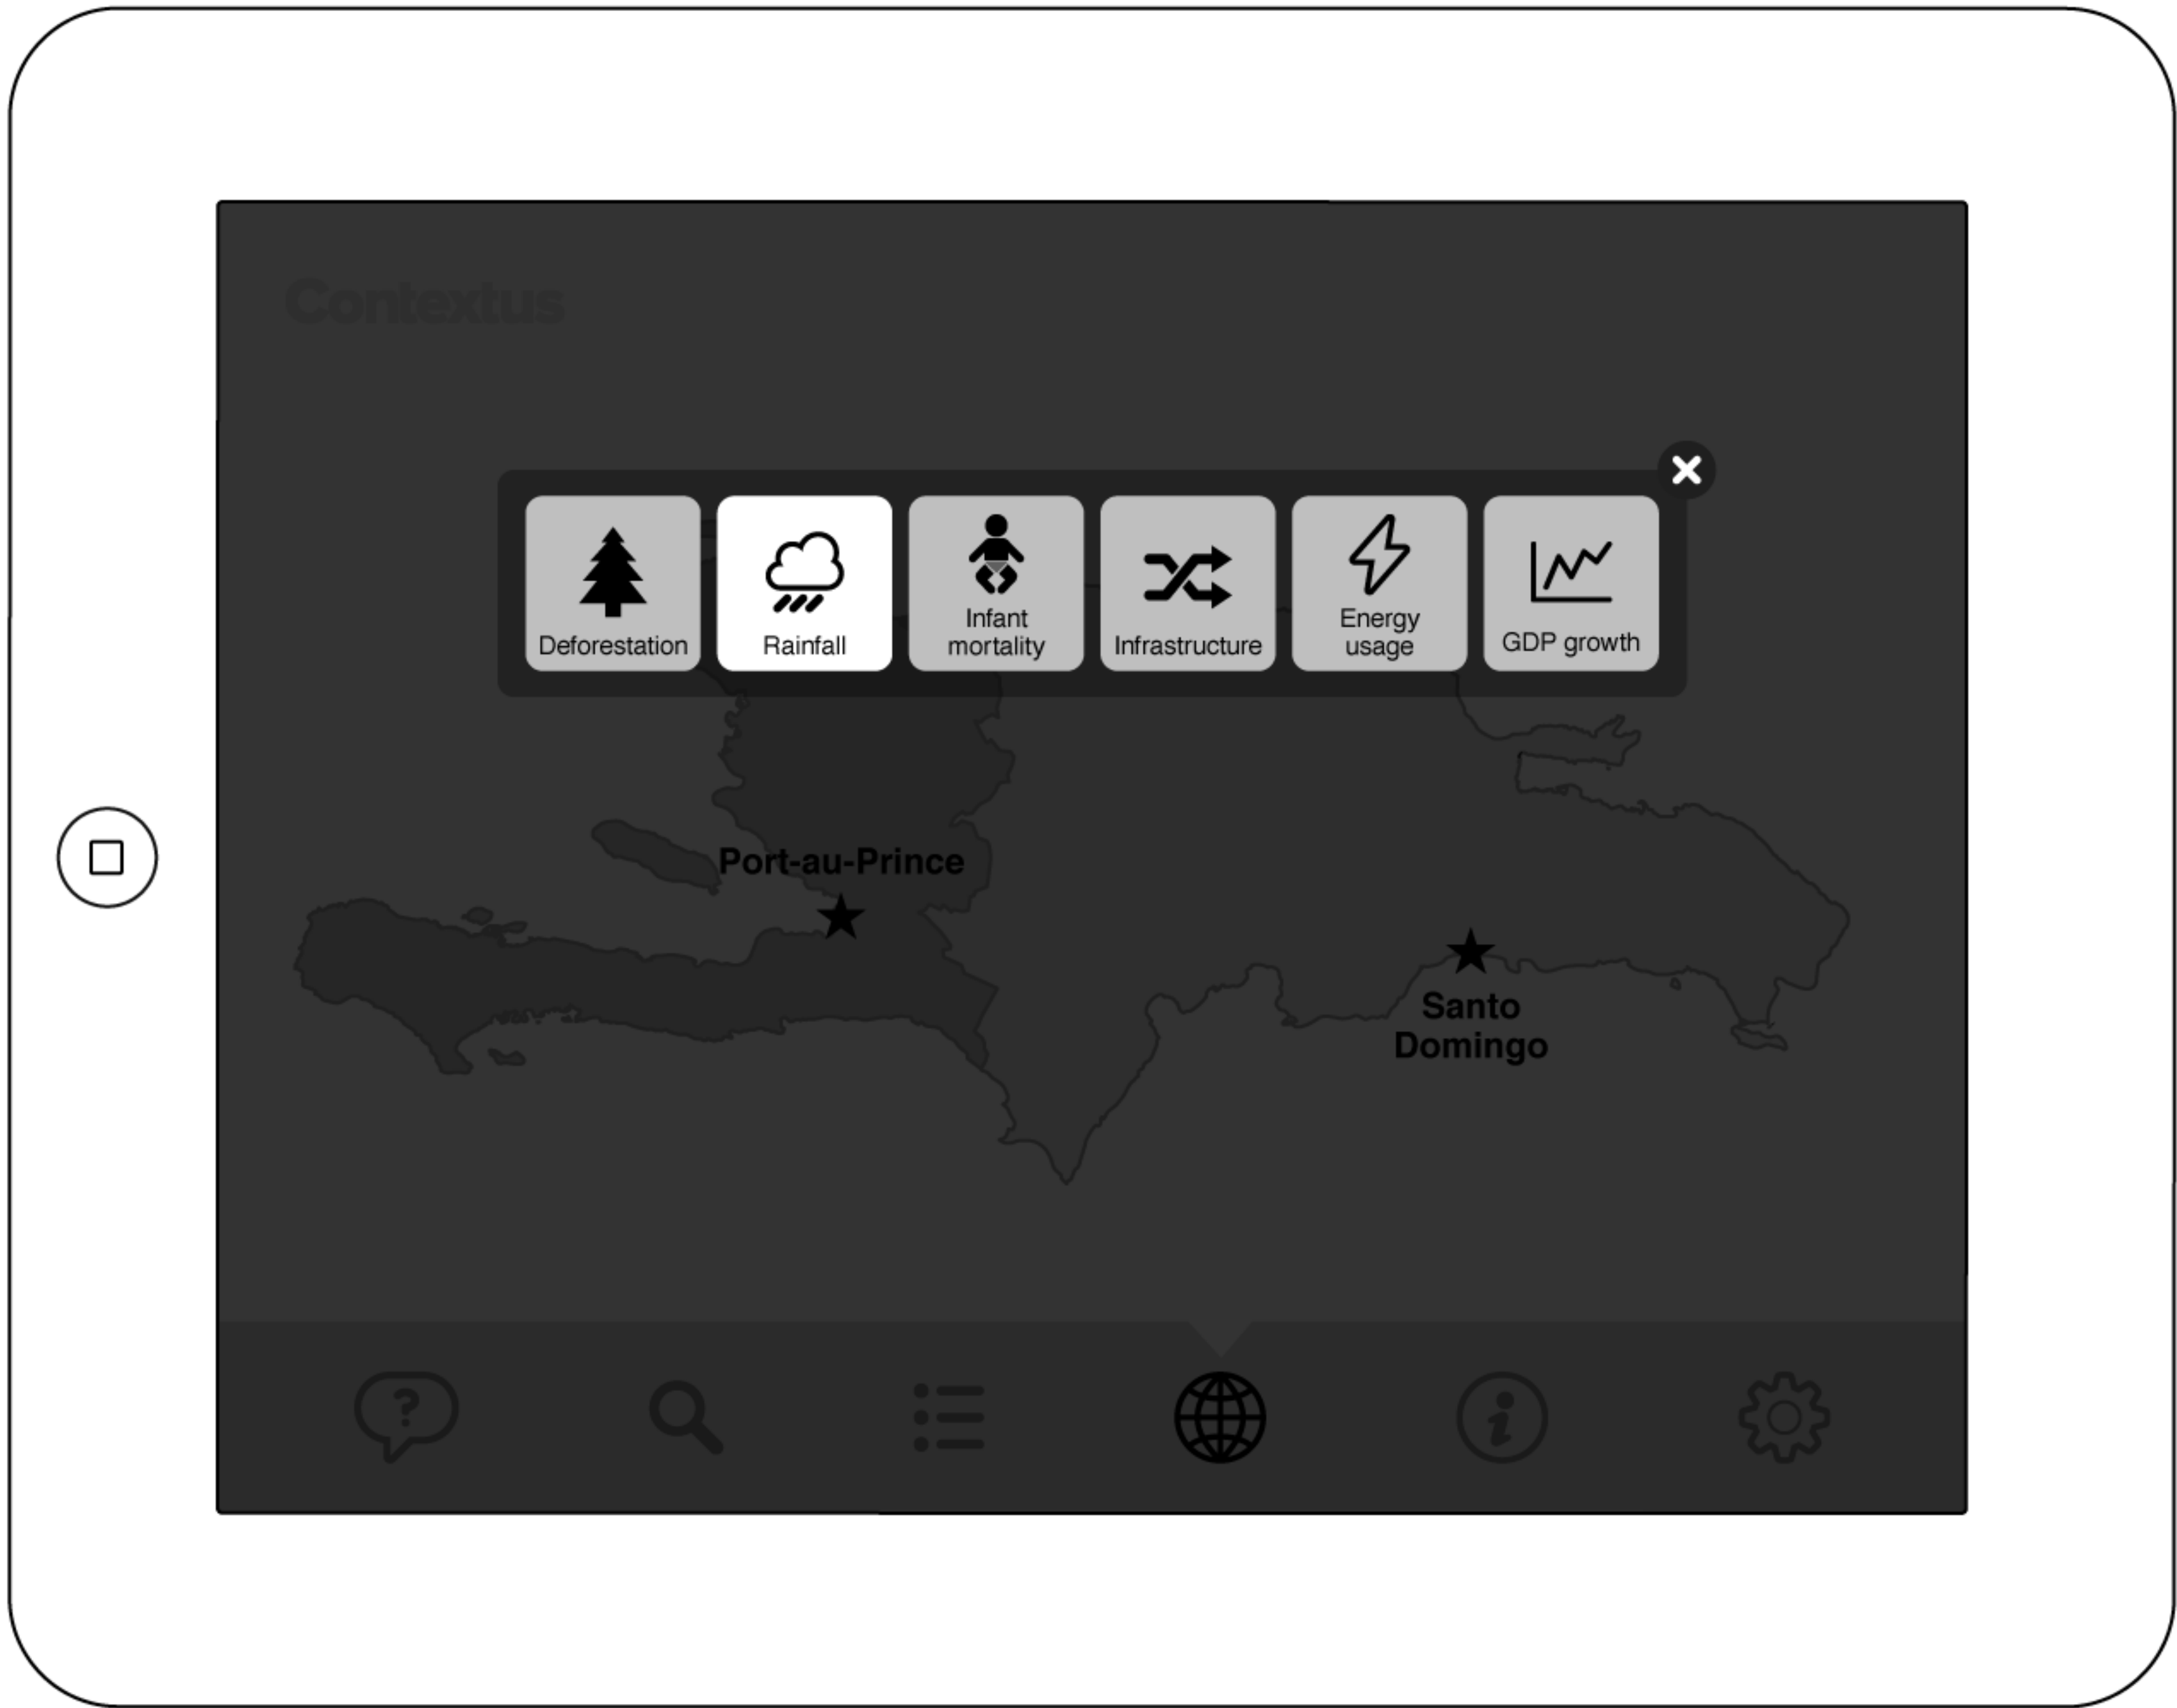 Contextus
Deforestation
Rainfall
Infant
mortality
Infrastructure
Energy
usage
GDP growth
Port-au-Prince
Santo
Domingo
?
i